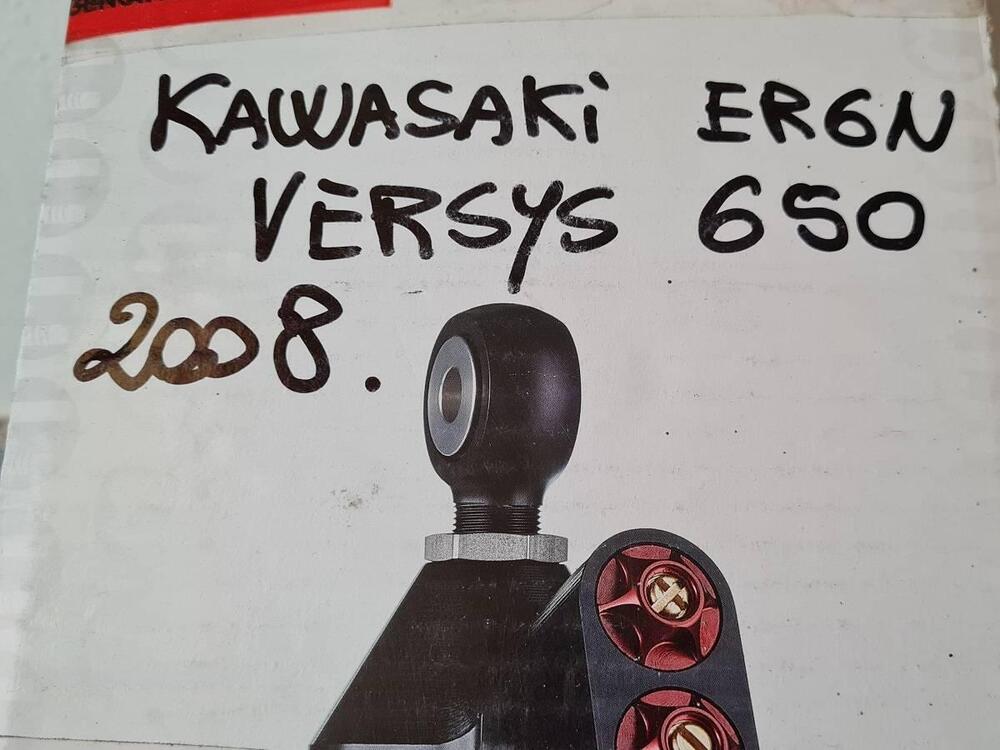 KAWASAKi ER6N
VERSYS 650
2008.